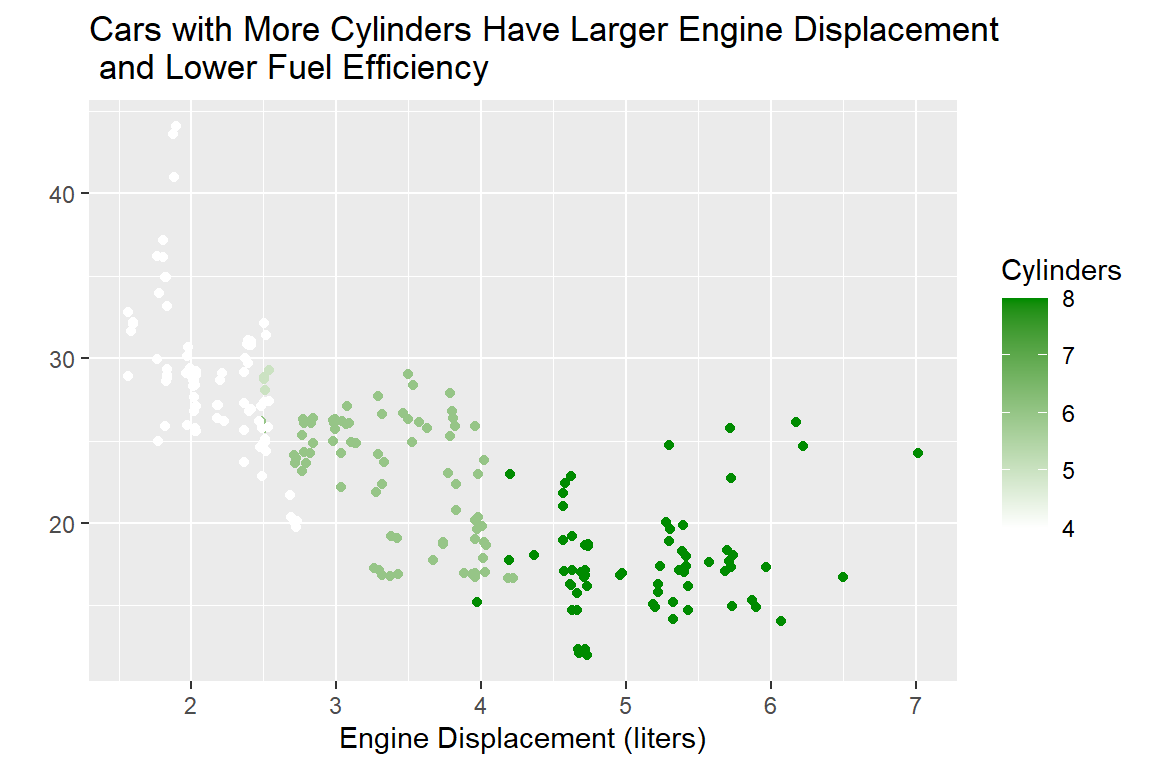 Cars with More Cylinders Have Larger Engine Displacement
and Lower Fuel Efficiency
40
30
20
2 3 4 5 6 7
Engine Displacement (liters)
Cylinders
8
7
6
5
4